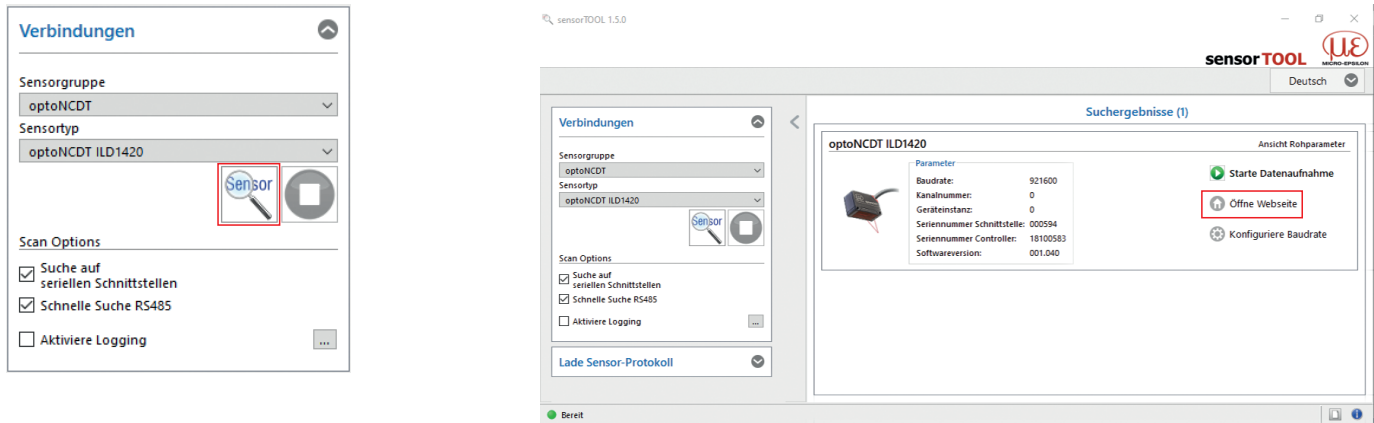 Verbindungen
Sensorgruppe
optoNCDT
Sensortyp
optoNCDT ILD1420
Sensor
Scan Options
Suche auf
seriellen Schnittstellen
Schnelle Suche RS485
Aktiviere Logging
...
sensorTOOL 1.5.0
sensorTOOL
µε
MICRO-EPSILON
Deutsch
Verbindungen
Sensorgruppe
optoNCDT
Sensortyp
optoNCDT ILD1420
Sensor
Scan Options
Suche auf
seriellen Schnittstellen
Schnelle Suche RS485
Aktiviere Logging
...
Lade Sensor-Protokoll
Suchergebnisse (1)
optoNCDT ILD1420
Ansicht Rohparameter
Parameter
Baudrate: 921600
Kanalnummer: 0
Geräteinstanz: 0
Seriennummer Schnittstelle: 000594
Seriennummer Controller: 18100583
Softwareversion: 001.040
Starte Datenaufnahme
Öffne Webseite
Konfiguriere Baudrate
Bereit